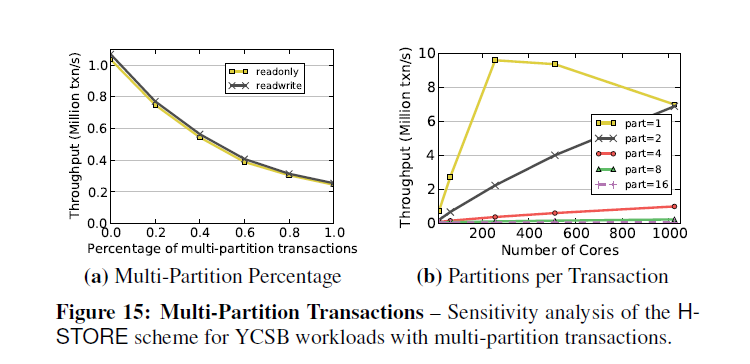 Throughput (Million txn/s)
1.0
0.8
0.6
0.4
0.2
0.0
0.0 0.2 0.4 0.6 0.8 1.0
Percentage of multi-partition transactions
readonly
readwrite
(a) Multi-Partition Percentage
Throughput (Million txn/s)
10
8
6
4
2
0
200 400 600 800 1000
Number of Cores
part=1
part=2
part=4
part=8
part=16
(b) Partitions per Transaction
Figure 15: Multi-Partition Transactions – Sensitivity analysis of the H-
STORE scheme for YCSB workloads with multi-partition transactions.